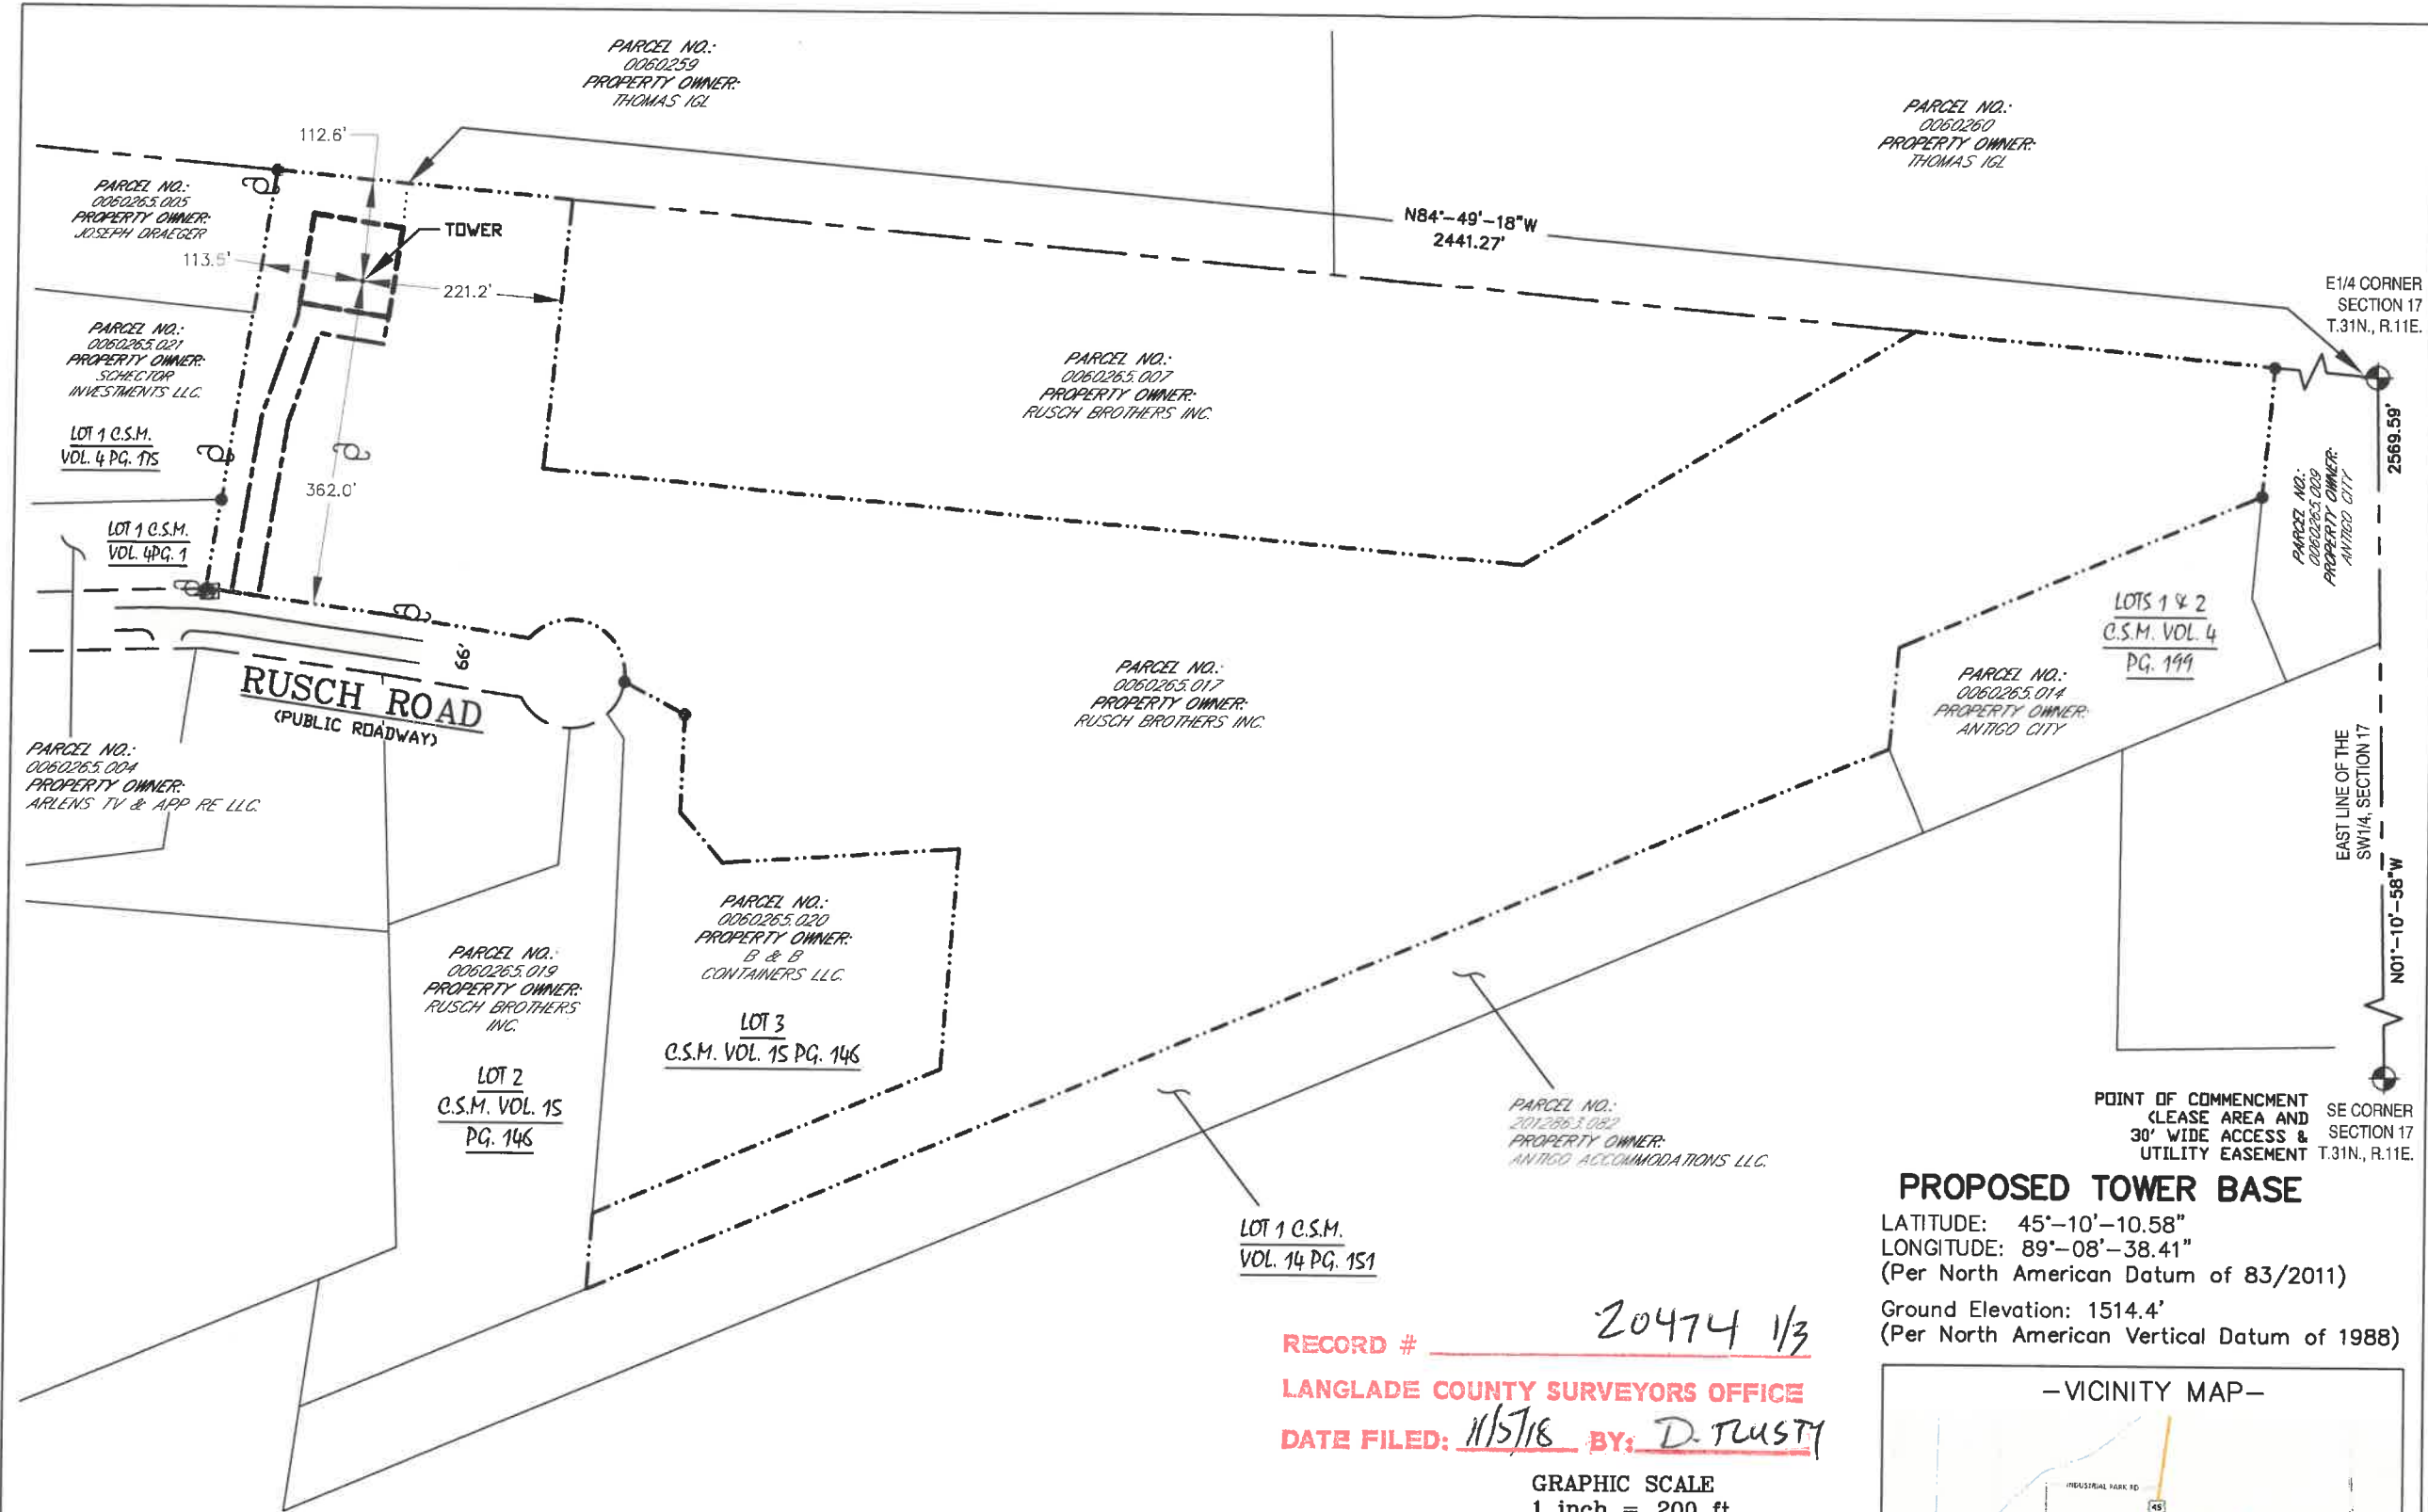 PARCEL NO.:
0060259
PROPERTY OWNER:
THOMAS IGL
PARCEL NO.:
0060260
PROPERTY OWNER:
THOMAS IGL
112.6'
PARCEL NO.:
0060265.005
PROPERTY OWNER:
JOSEPH DRAEGER
TOWER
113.5'
221.2'
N84°-49'-18"W
2441.27'
E1/4 CORNER
SECTION 17
T.31N., R.11E.
PARCEL NO.:
0060265.021
PROPERTY OWNER:
SCHECTOR
INVESTMENTS LLC.
LOT 1 C.S.M.
VOL. 4 PG. 175
PARCEL NO.:
0060265.007
PROPERTY OWNER:
RUSCH BROTHERS INC.
2569.59'
PARCEL NO.:
0060265.009
PROPERTY OWNER:
ANTIGO CITY
362.0'
LOT 1 C.S.M.
VOL. 4PG. 1
LOTS 1 & 2
C.S.M. VOL. 4
PG. 199
66'
RUSCH ROAD
(PUBLIC ROADWAY)
PARCEL NO.:
0060265.017
PROPERTY OWNER:
RUSCH BROTHERS INC.
PARCEL NO.:
0060265.014
PROPERTY OWNER:
ANTIGO CITY
PARCEL NO.:
0060265.004
PROPERTY OWNER:
ARLENS TV & APP RE LLC.
EAST LINE OF THE
SW1/4, SECTION 17
N01°-10'-58"W
PARCEL NO.:
0060265.020
PROPERTY OWNER:
B & B
CONTAINERS LLC.
LOT 3
C.S.M. VOL. 15 PG. 146
PARCEL NO.:
0060265.019
PROPERTY OWNER:
RUSCH BROTHERS
INC.
LOT 2
C.S.M. VOL. 15
PG. 146
PARCEL NO.:
2012863.082
PROPERTY OWNER:
ANTIGO ACCOMMODATIONS LLC.
LOT 1 C.S.M.
VOL. 14 PG. 151
POINT OF COMMENCMENT
(LEASE AREA AND
30' WIDE ACCESS &
UTILITY EASEMENT
SE CORNER
SECTION 17
T.31N., R.11E.
PROPOSED TOWER BASE
LATITUDE: 45°-10'-10.58"
LONGITUDE: 89°-08'-38.41"
(Per North American Datum of 83/2011)
Ground Elevation: 1514.4'
(Per North American Vertical Datum of 1988)
RECORD # 20474 1/3
LANGLADE COUNTY SURVEYORS OFFICE
DATE FILED: 11/5/18 BY: D. TRUSTY
GRAPHIC SCALE
1 inch = 200 ft
-VICINITY MAP-
INDUSTRIAL PARK RD
45